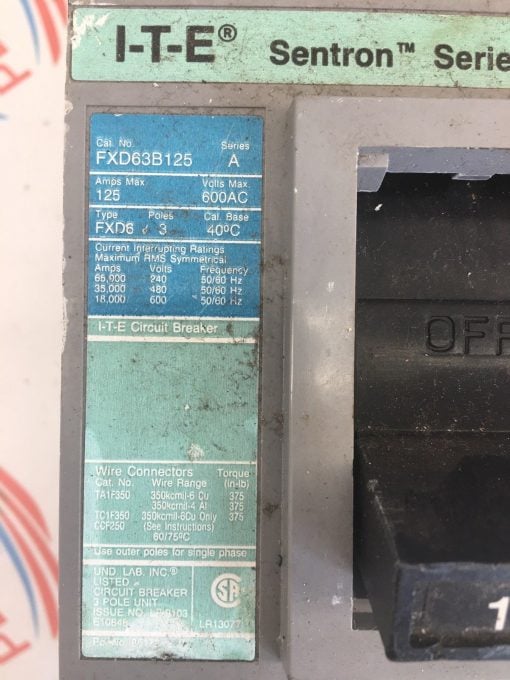 I-T-E® Sentron™ Series
Cat. No. Series
FXD63B125 A
Amps Max. Volts Max.
125 600AC
Type Poles Cal. Base
FXD6 3 40°C
Current Interrupting Ratings
Maximum RMS Symmetrical
Amps Volts Frequency
65,000 240 50/60 Hz
35,000 480 50/60 Hz
18,000 600 50/60 Hz
I-T-E Circuit Breaker
OFF
Wire Connectors Torque
Cat. No. Wire Range (in-lb)
TA1F350 350kcmil-6 Cu 375
350kcmil-4 Al 375
TC1F350 350kcmil-6Cu Only 375
CCF250 (See Instructions)
60/75°C
Use outer poles for single phase
UND. LAB. INC.®
LISTED
CIRCUIT BREAKER
3 POLE UNIT
ISSUE NO.
SA
LR13077
1